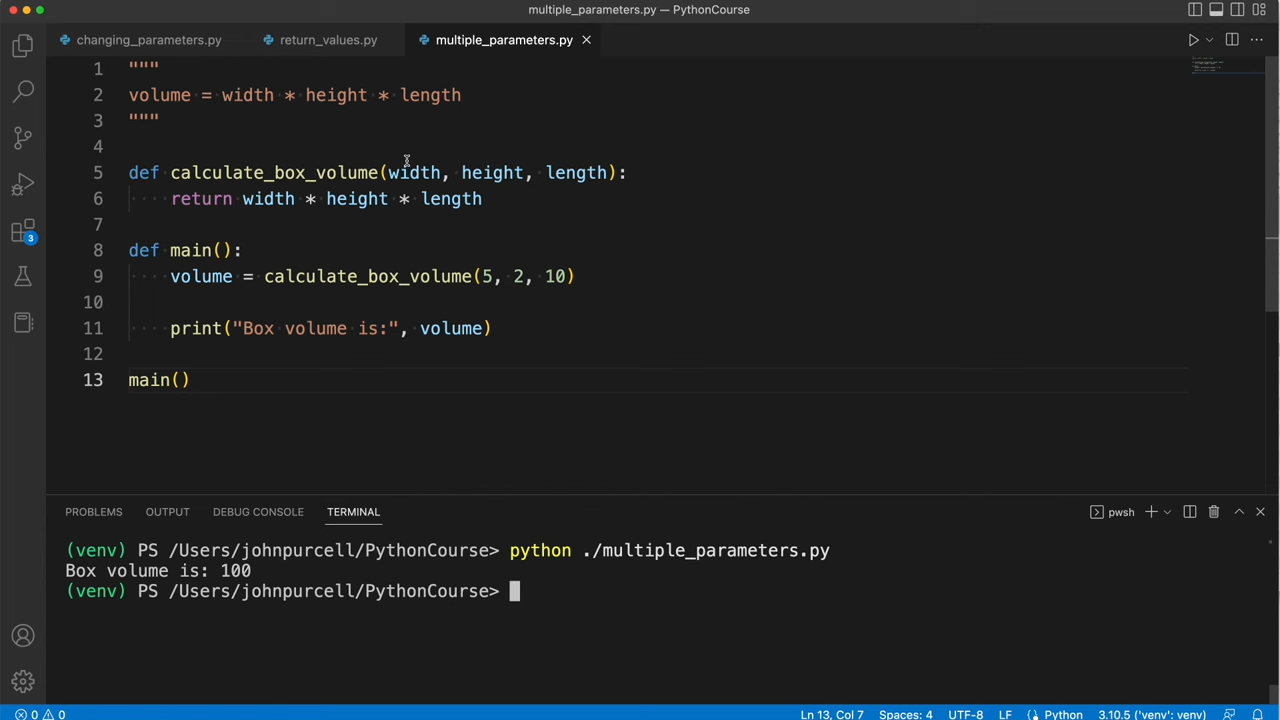 multiple_parameters.py — PythonCourse
changing_parameters.py return_values.py multiple_parameters.py
1 """
2 volume = width * height * length
3 """
4
5 def calculate_box_volume(width, height, length):
6 return width * height * length
7
8 def main():
9 volume = calculate_box_volume(5, 2, 10)
10
11 print("Box volume is:", volume)
12
13 main()
3
PROBLEMS OUTPUT DEBUG CONSOLE TERMINAL pwsh
(venv) PS /Users/johnpurcell/PythonCourse> python ./multiple_parameters.py
Box volume is: 100
(venv) PS /Users/johnpurcell/PythonCourse>
0 0 Ln 13, Col 7 Spaces: 4 UTF-8 LF {} Python 3.10.5 ('venv': venv)